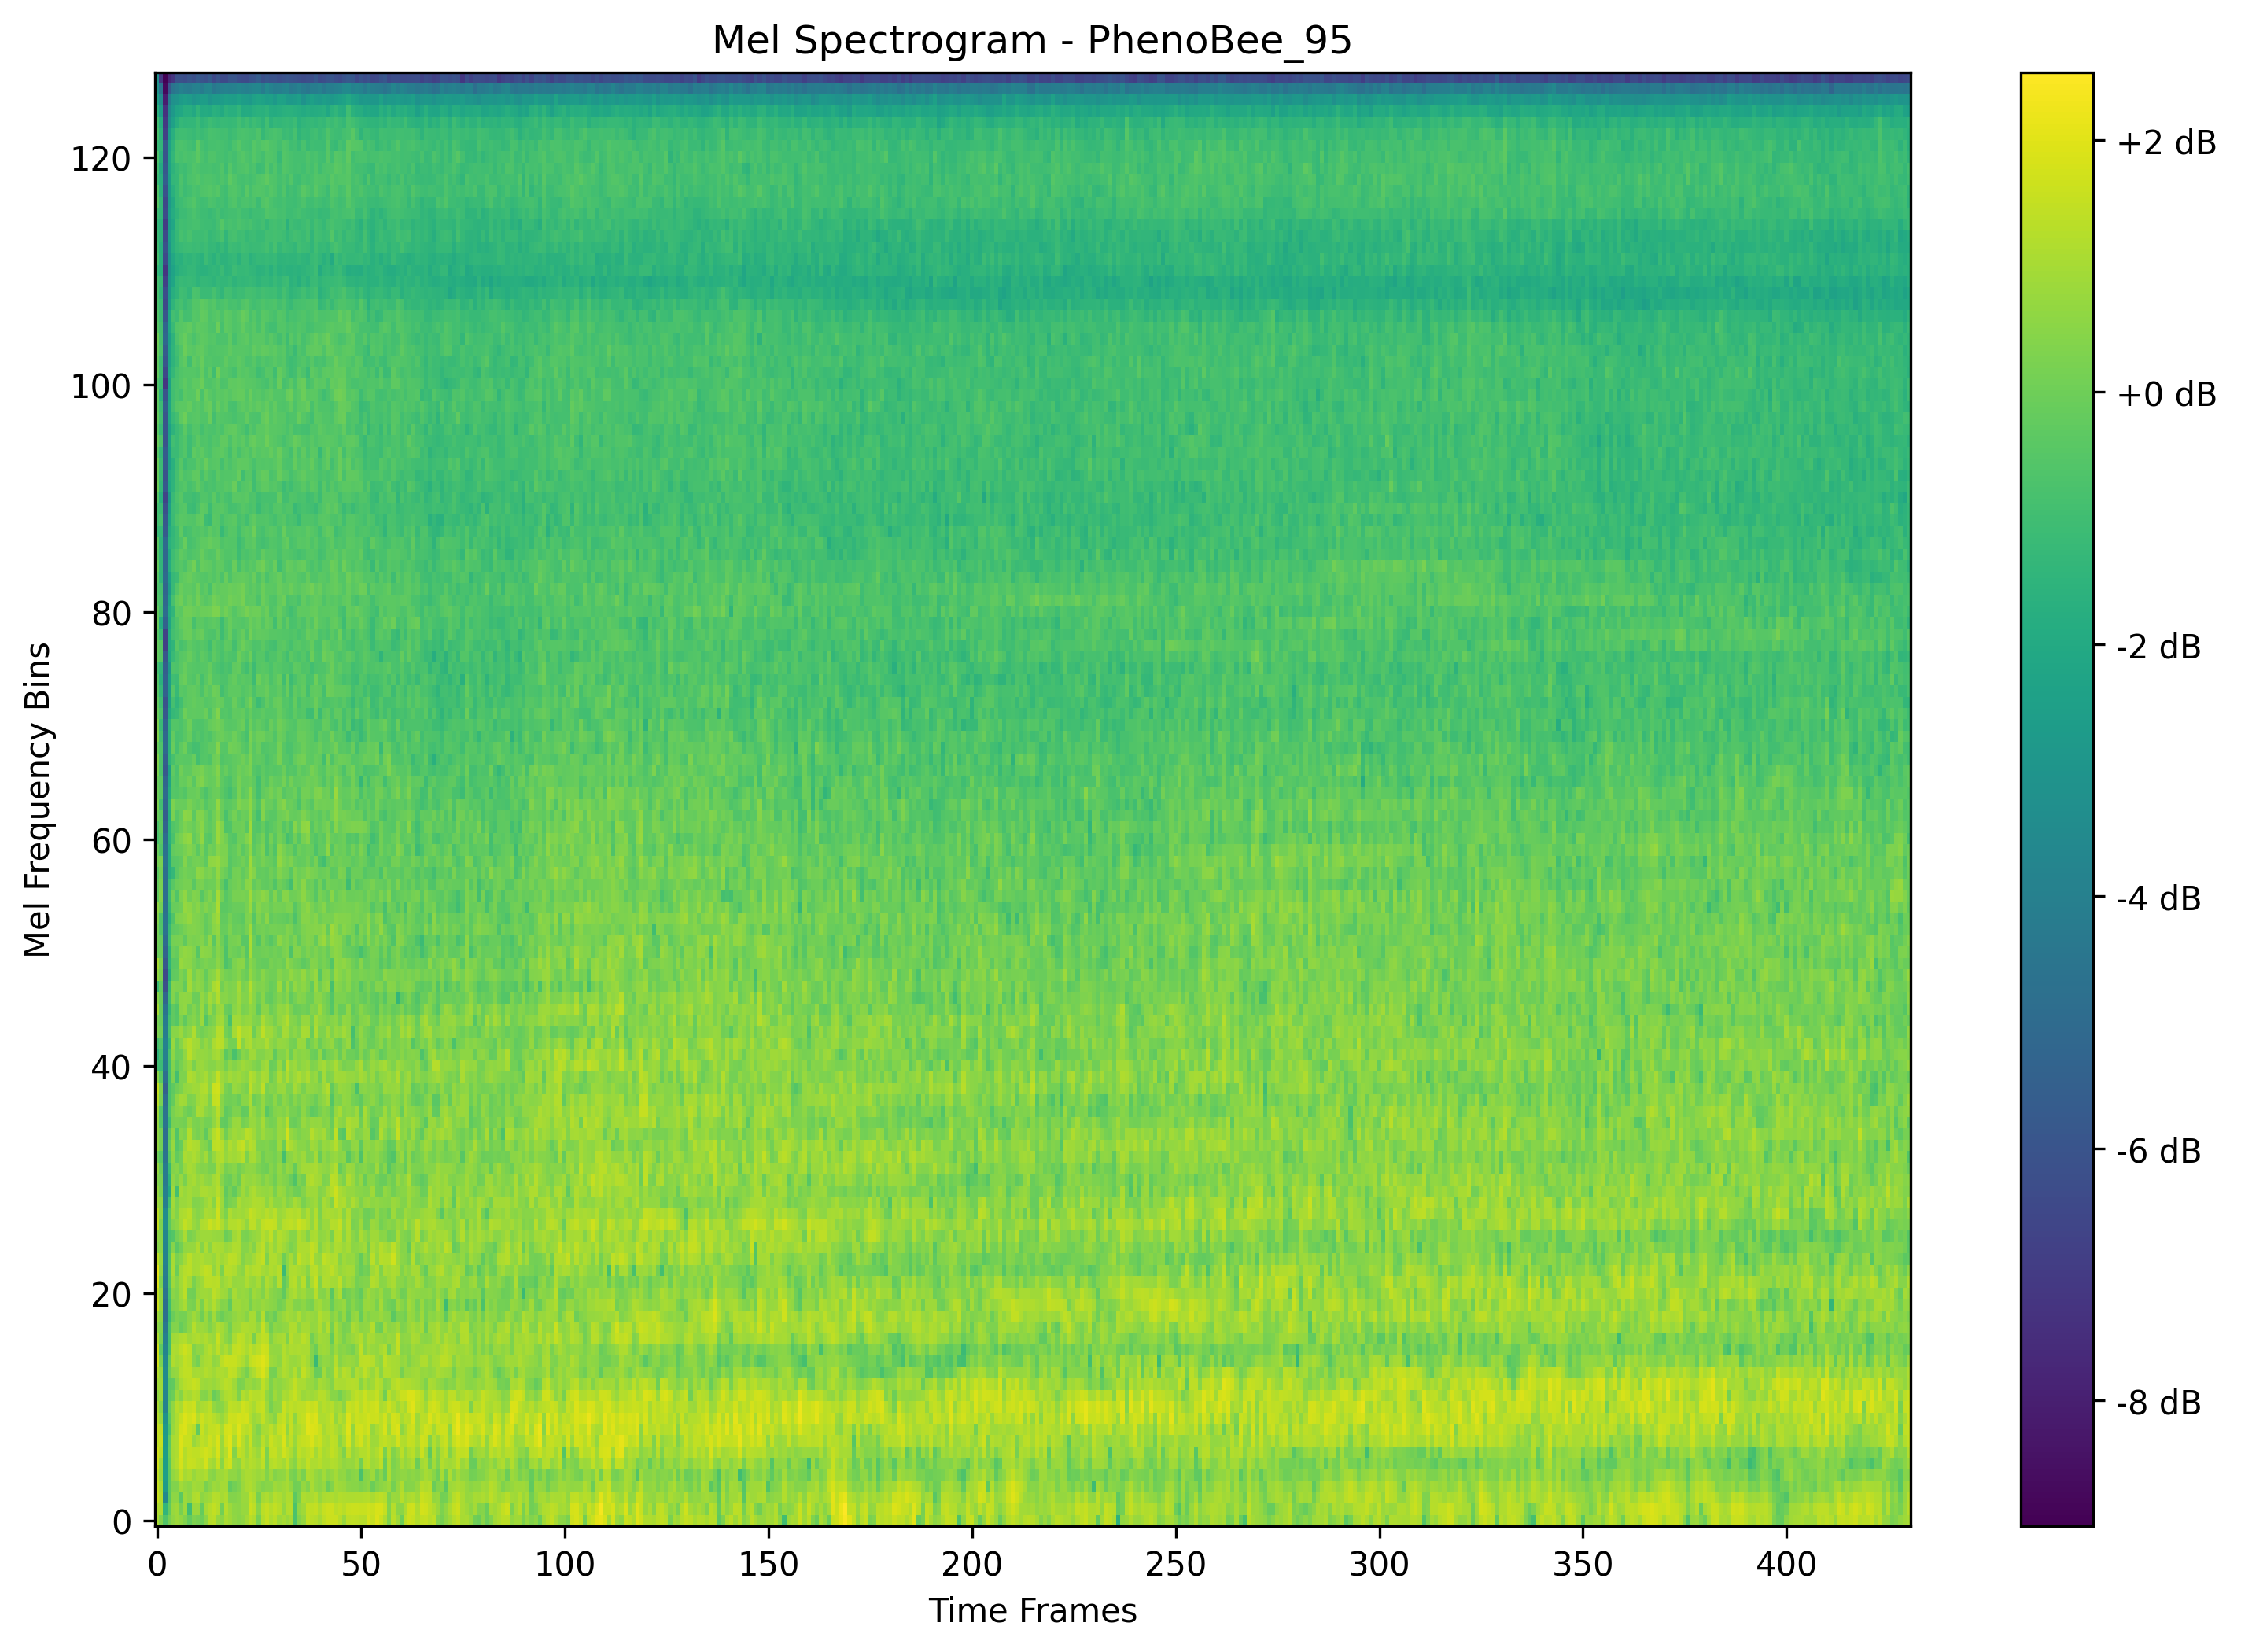 Mel Spectrogram - PhenoBee_95
Mel Frequency Bins
120
100
80
60
40
20
0
0 50 100 150 200 250 300 350 400
Time Frames
+2 dB
+0 dB
-2 dB
-4 dB
-6 dB
-8 dB